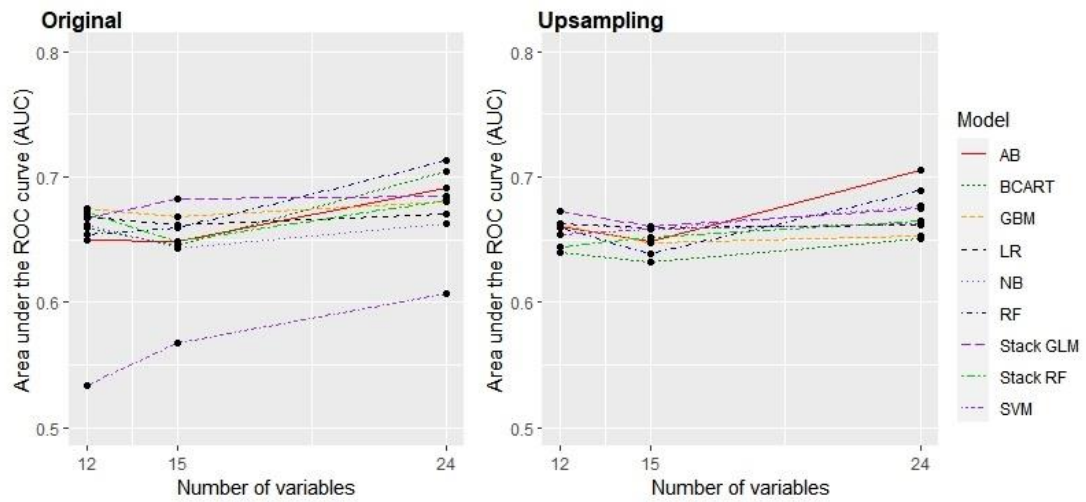 Original
Area under the ROC curve (AUC)
0.8
0.7
0.6
0.5
12
15
24
Number of variables
Upsampling
Area under the ROC curve (AUC)
0.8
0.7
0.6
0.5
12
15
24
Number of variables
Model
AB
BCART
GBM
LR
NB
RF
Stack GLM
Stack RF
SVM